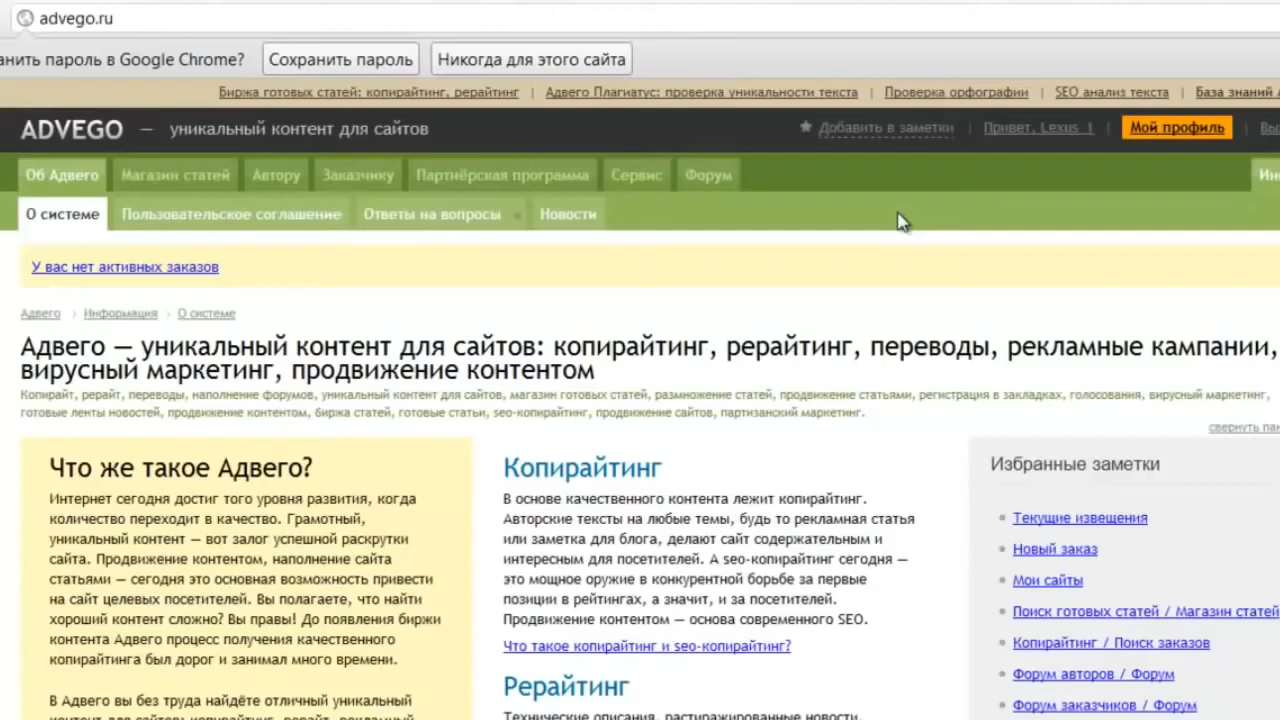 advego.ru
анить пароль в Google Chrome? Сохранить пароль Никогда для этого сайта
Биржа готовых статей: копирайтинг, рерайтинг | Адвего Плагиатус: проверка уникальности текста | Проверка орфографии | SEO анализ текста | База знаний
ADVEGO — уникальный контент для сайтов Добавить в заметки | Привет, Lexus_1 | Мой профиль |
Об Адвего Магазин статей Автору Заказчику Партнёрская программа Сервис Форум
О системе Пользовательское соглашение Ответы на вопросы Новости
У вас нет активных заказов
Адвего › Информация › О системе
Адвего — уникальный контент для сайтов: копирайтинг, рерайтинг, переводы, рекламные кампании,
вирусный маркетинг, продвижение контентом
Копирайт, рерайт, переводы, наполнение форумов, уникальный контент для сайтов, магазин готовых статей, размножение статей, продвижение статьями, регистрация в закладках, голосования, вирусный маркетинг,
готовые ленты новостей, продвижение контентом, биржа статей, готовые статьи, seo-копирайтинг, продвижение сайтов, партизанский маркетинг.
свернуть пан
Что же такое Адвего?
Интернет сегодня достиг того уровня развития, когда
количество переходит в качество. Грамотный,
уникальный контент — вот залог успешной раскрутки
сайта. Продвижение контентом, наполнение сайта
статьями — сегодня это основная возможность привести
на сайт целевых посетителей. Вы полагаете, что найти
хороший контент сложно? Вы правы! До появления биржи
контента Адвего процесс получения качественного
копирайтинга был дорог и занимал много времени.
В Адвего вы без труда найдёте отличный уникальный
контент для сайтов: копирайтинг, рерайт, рекламный
Копирайтинг
В основе качественного контента лежит копирайтинг.
Авторские тексты на любые темы, будь то рекламная статья
или заметка для блога, делают сайт содержательным и
интересным для посетителей. А seo-копирайтинг сегодня —
это мощное оружие в конкурентной борьбе за первые
позиции в рейтингах, а значит, и за посетителей.
Продвижение контентом — основа современного SEO.
Что такое копирайтинг и seo-копирайтинг?
Рерайтинг
Технические описания, растиражированные новости,
Избранные заметки
Текущие извещения
Новый заказ
Мои сайты
Поиск готовых статей / Магазин статей
Копирайтинг / Поиск заказов
Форум авторов / Форум
Форум заказчиков / Форум